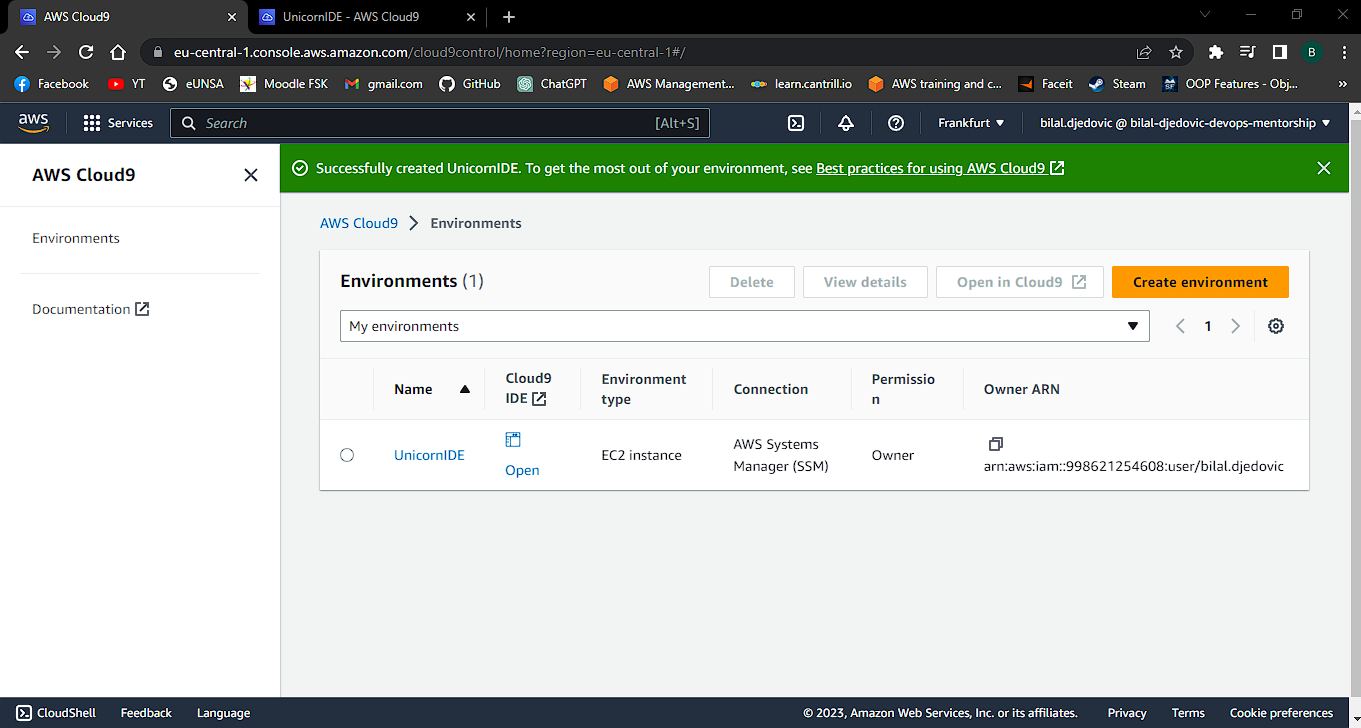 AWS Cloud9
UnicornIDE - AWS Cloud9
eu-central-1.console.aws.amazon.com/cloud9control/home?region=eu-central-1#/
B
Facebook YT eUNSA Moodle FSK gmail.com GitHub ChatGPT AWS Management... learn.cantrill.io AWS training and c... Faceit Steam OOP Features - Obj... »
aws Services Search [Alt+S] Frankfurt bilal.djedovic @ bilal-djedovic-devops-mentorship
AWS Cloud9
Environments
Documentation
Successfully created UnicornIDE. To get the most out of your environment, see Best practices for using AWS Cloud9
AWS Cloud9 Environments
Environments (1) Delete View details Open in Cloud9 Create environment
My environments 1
Name
Cloud9
IDE
Environment
type
Connection
Permissio
n
Owner ARN
UnicornIDE
Open
EC2 instance
AWS Systems
Manager (SSM)
Owner
arn:aws:iam::998621254608:user/bilal.djedovic
CloudShell Feedback Language © 2023, Amazon Web Services, Inc. or its affiliates. Privacy Terms Cookie preferences